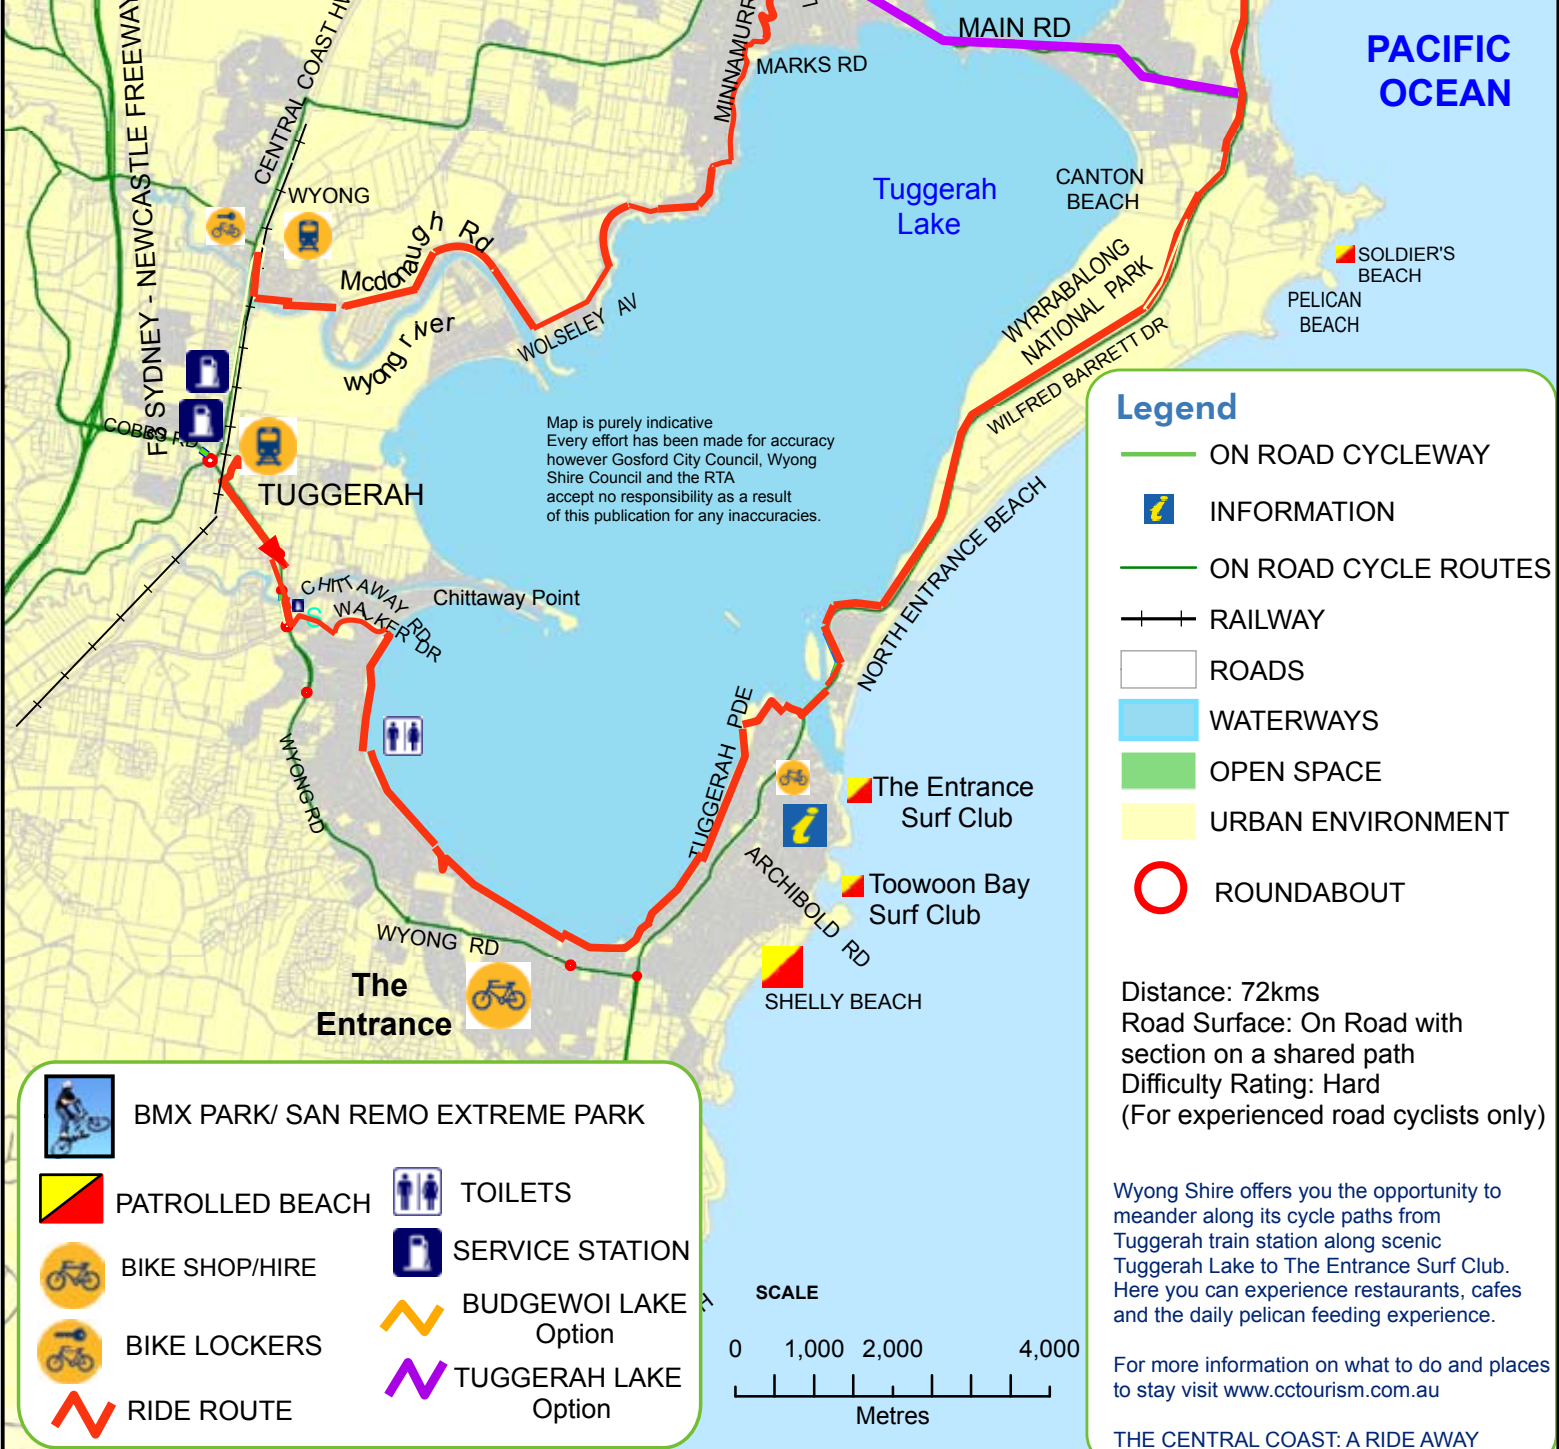 MAIN RD
PACIFIC
OCEAN
MINNAMURR
MARKS RD
CENTRAL COAST HW
F3 SYDNEY - NEWCASTLE FREEWAY
WYONG
Tuggerah
Lake
CANTON
BEACH
Mcdonaugh Rd
wyong river
WOLSELEY AV
WYRRABALONG
NATIONAL PARK
SOLDIER'S
BEACH
PELICAN
BEACH
WILFRED BARRETT DR
COBBS RD
TUGGERAH
Map is purely indicative
Every effort has been made for accuracy
however Gosford City Council, Wyong
Shire Council and the RTA
accept no responsibility as a result
of this publication for any inaccuracies.
NORTH ENTRANCE BEACH
CHITTAWAY RD
WALKER DR
S
Chittaway Point
TUGGERAH PDE
WYONG RD
The Entrance
Surf Club
ARCHIBOLD RD
Toowoon Bay
Surf Club
WYONG RD
The
Entrance
SHELLY BEACH
Legend
ON ROAD CYCLEWAY
i
INFORMATION
ON ROAD CYCLE ROUTES
RAILWAY
ROADS
WATERWAYS
OPEN SPACE
URBAN ENVIRONMENT
ROUNDABOUT
Distance: 72kms
Road Surface: On Road with
section on a shared path
Difficulty Rating: Hard
(For experienced road cyclists only)
Wyong Shire offers you the opportunity to
meander along its cycle paths from
Tuggerah train station along scenic
Tuggerah Lake to The Entrance Surf Club.
Here you can experience restaurants, cafes
and the daily pelican feeding experience.
For more information on what to do and places
to stay visit www.cctourism.com.au
THE CENTRAL COAST: A RIDE AWAY
BMX PARK/ SAN REMO EXTREME PARK
PATROLLED BEACH
TOILETS
BIKE SHOP/HIRE
SERVICE STATION
BIKE LOCKERS
BUDGEWOI LAKE
Option
RIDE ROUTE
TUGGERAH LAKE
Option
SCALE
0 1,000 2,000 4,000
Metres